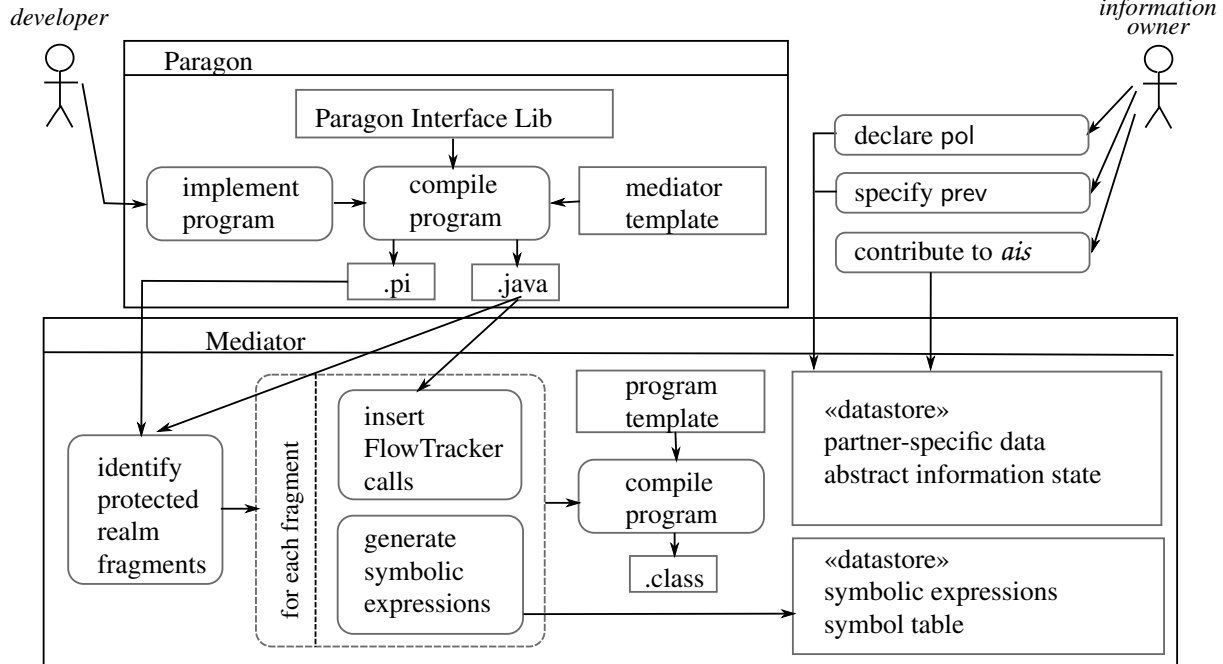 developer
information
owner
Paragon
Paragon Interface Lib
declare pol
implement
program
compile
program
mediator
template
specify prev
contribute to ais
.pi
.java
Mediator
for each fragment
insert
FlowTracker
calls
program
template
«datastore»
partner-specific data
abstract information state
identify
protected
realm
fragments
compile
program
generate
symbolic
expressions
.class
«datastore»
symbolic expressions
symbol table